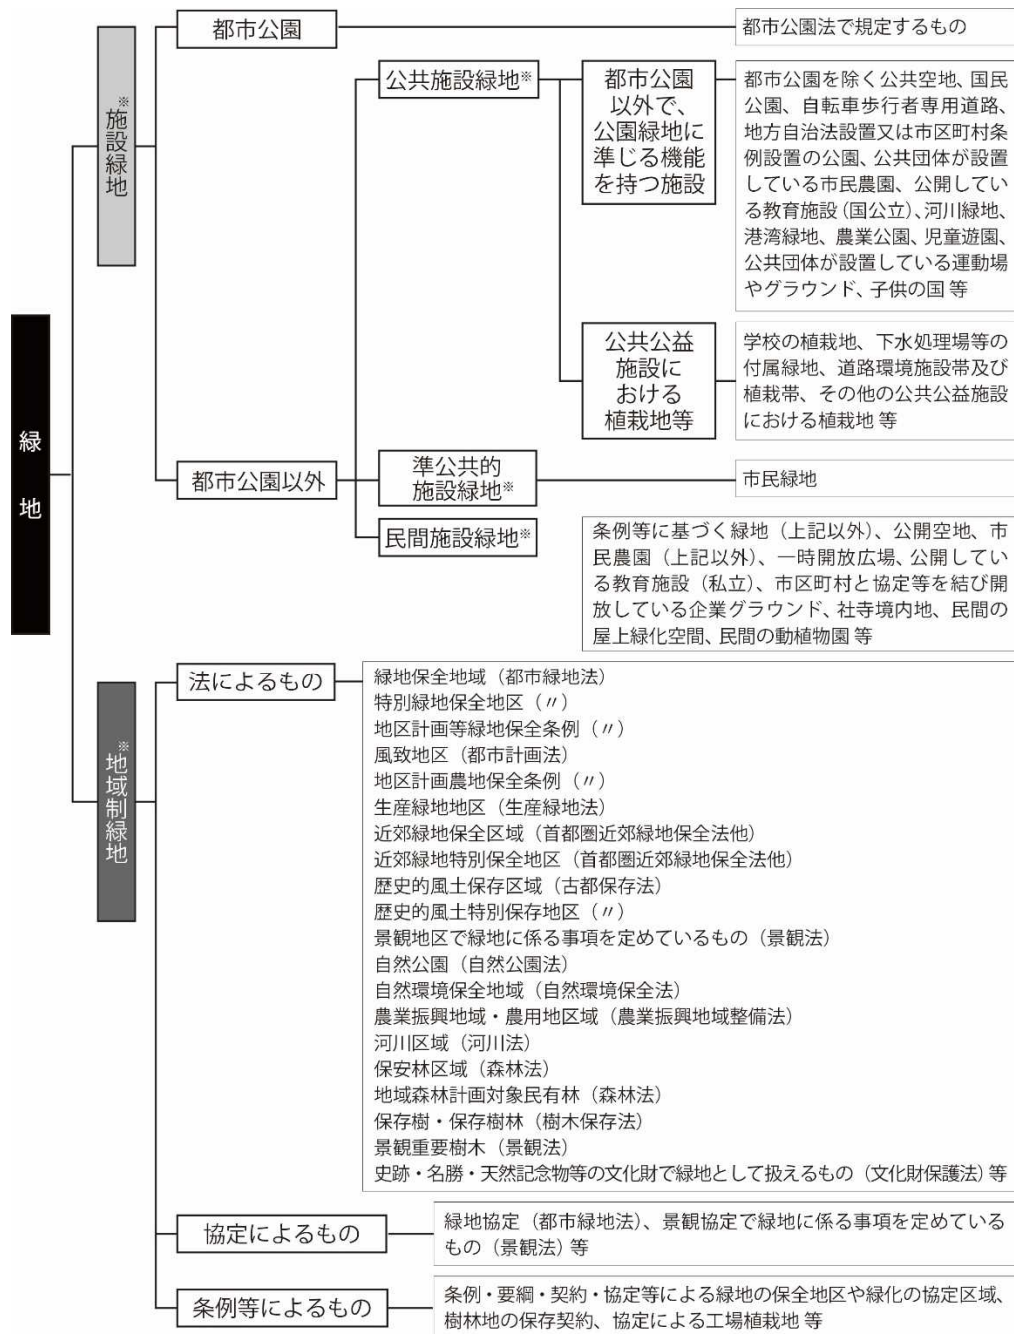 緑地
※施設緑地
都市公園
都市公園法で規定するもの
都市公園以外
公共施設緑地※
都市公園
以外で、
公園緑地に
準じる機能
を持つ施設
都市公園を除く公共空地、国民
公園、自転車歩行者専用道路、
地方自治法設置又は市区町村条
例設置の公園、公共団体が設置
している市民農園、公開してい
る教育施設（国公立）、河川緑地、
港湾緑地、農業公園、児童遊園、
公共団体が設置している運動場
やグラウンド、子供の国 等
公共公益
施設に
おける
植栽地等
学校の植栽地、下水処理場等の
付属緑地、道路環境施設帯及び
植栽帯、その他の公共公益施設
における植栽地 等
準公共的
施設緑地※
市民緑地
民間施設緑地※
条例等に基づく緑地（上記以外）、公開空地、市
民農園（上記以外）、一時開放広場、公開してい
る教育施設（私立）、市区町村と協定等を結び開
放している企業グラウンド、社寺境内地、民間の
屋上緑化空間、民間の動植物園 等
※地域制緑地
法によるもの
緑地保全地域（都市緑地法）
特別緑地保全地区（〃）
地区計画等緑地保全条例（〃）
風致地区（都市計画法）
地区計画農地保全条例（〃）
生産緑地地区（生産緑地法）
近郊緑地保全区域（首都圏近郊緑地保全法他）
近郊緑地特別保全地区（首都圏近郊緑地保全法他）
歴史的風土保存区域（古都保存法）
歴史的風土特別保存地区（〃）
景観地区で緑地に係る事項を定めているもの（景観法）
自然公園（自然公園法）
自然環境保全地域（自然環境保全法）
農業振興地域・農用地区域（農業振興地域整備法）
河川区域（河川法）
保安林区域（森林法）
地域森林計画対象民有林（森林法）
保存樹・保存樹林（樹木保存法）
景観重要樹木（景観法）
史跡・名勝・天然記念物等の文化財で緑地として扱えるもの（文化財保護法）等
協定によるもの
緑地協定（都市緑地法）、景観協定で緑地に係る事項を定めている
もの（景観法）等
条例等によるもの
条例・要綱・契約・協定等による緑地の保全地区や緑化の協定区域、
樹林地の保存契約、協定による工場植栽地 等